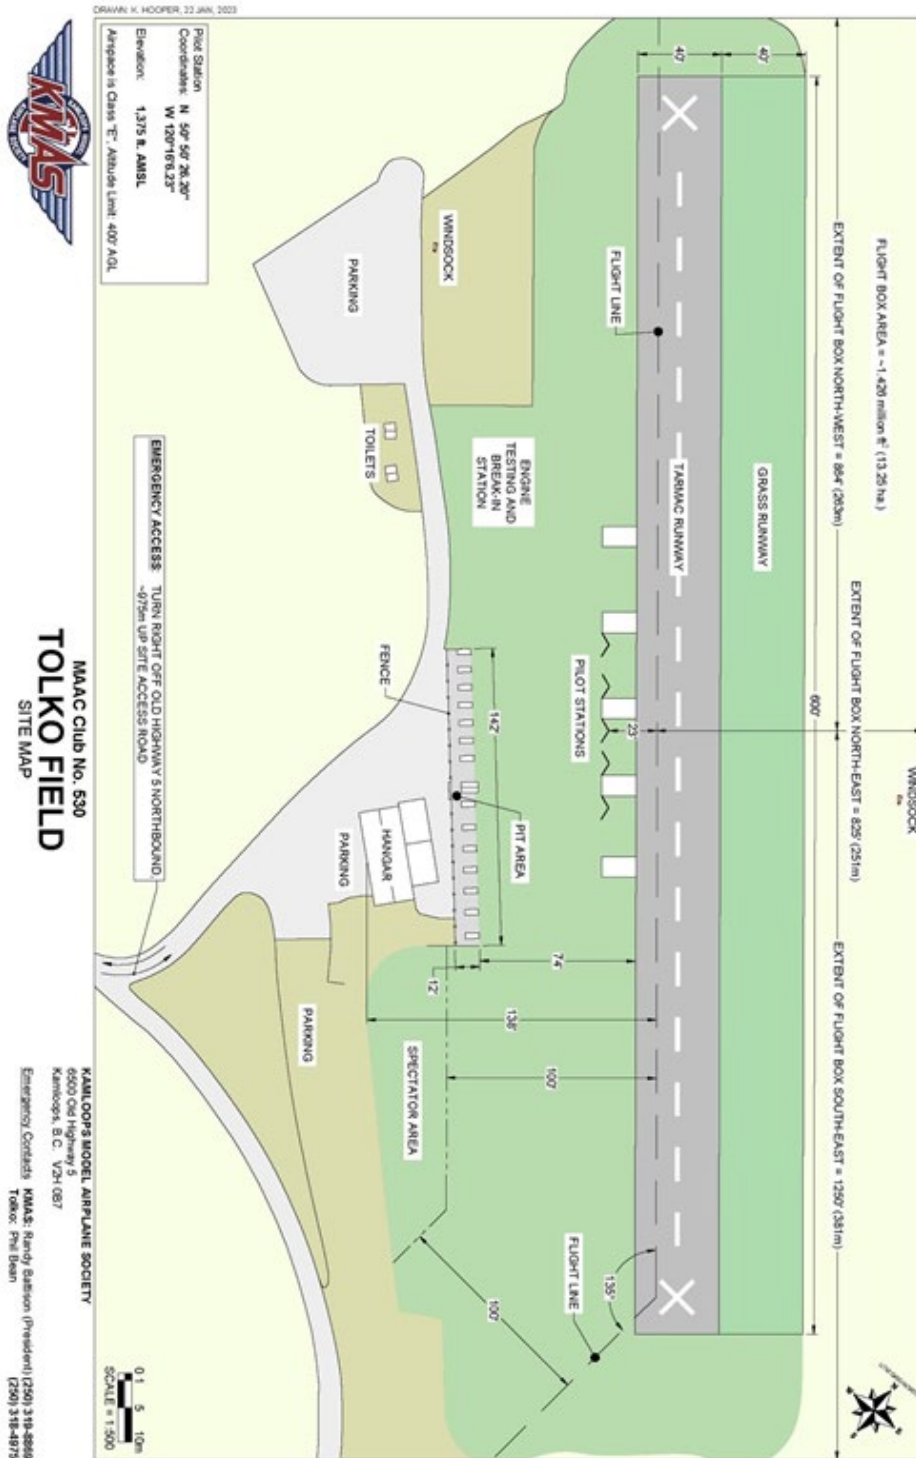 DRAWN: K. HOOPER, 22 JAN, 2023
Pilot Station
Coordinates: N 50° 50' 26.20"
W 120°16'6.23"
Elevation: 1,375 ft. AMSL
Airspace is Class "E", Altitude Limit: 400' AGL
KMAS
FLIGHT BOX AREA = ~1.426 million ft² (13.25 ha.)
EXTENT OF FLIGHT BOX NORTH-WEST = 864' (263m)
EXTENT OF FLIGHT BOX NORTH-EAST = 825' (251m)
EXTENT OF FLIGHT BOX SOUTH-EAST = 1250' (381m)
WINDSOCK
600'
40'
40'
GRASS RUNWAY
TARMAC RUNWAY
FLIGHT LINE
23'
PILOT STATIONS
WINDSOCK
PARKING
TOILETS
ENGINE
TESTING AND
BREAK-IN
STATION
142'
PIT AREA
FENCE
HANGAR
PARKING
12'
74'
138'
100'
SPECTATOR AREA
PARKING
135°
FLIGHT LINE
100'
EMERGENCY ACCESS: TURN RIGHT OFF OLD HIGHWAY 5 NORTHBOUND,
~975m UP SITE ACCESS ROAD
MAAC Club No. 530
TOLKO FIELD
SITE MAP
KAMLOOPS MODEL AIRPLANE SOCIETY
6500 Old Highway 5
Kamloops, B.C. V2H 0B7
Emergency Contacts KMAS: Randy Battison (President) (250) 319-
Tolko: Phil Bean (250) 318-4975
0 1 5 10m
SCALE = 1:500